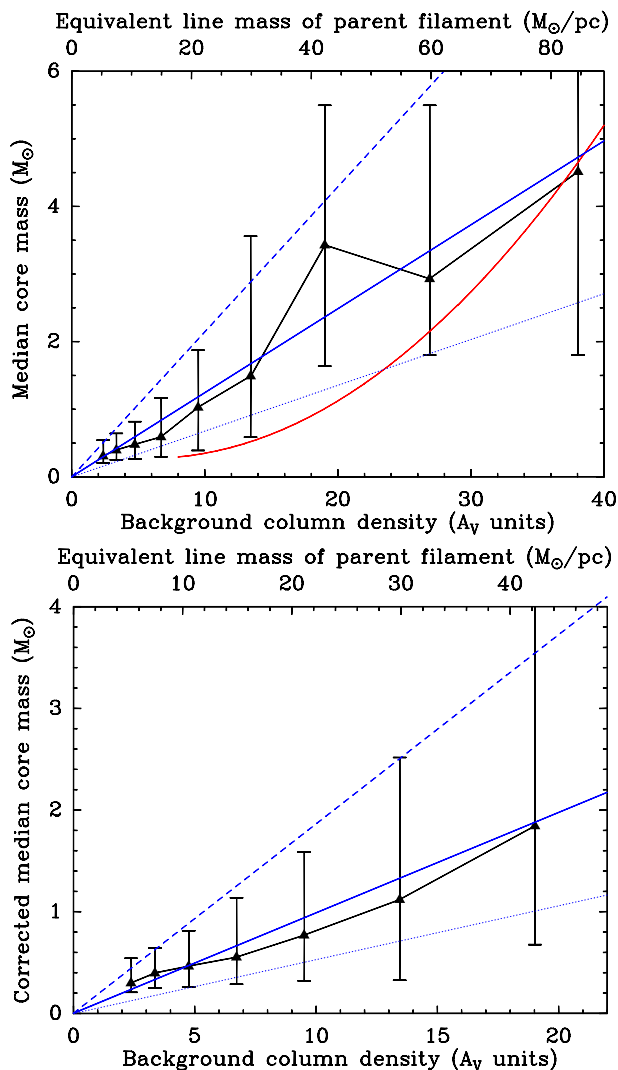 Equivalent line mass of parent filament (M⊙/pc)
0 20 40 60 80
Median core mass (M⊙)
6
4
2
0
0 10 20 30 40
Background column density (AV units)
Equivalent line mass of parent filament (M⊙/pc)
0 10 20 30 40
Corrected median core mass (M⊙)
4
3
2
1
0
0 5 10 15 20
Background column density (AV units)